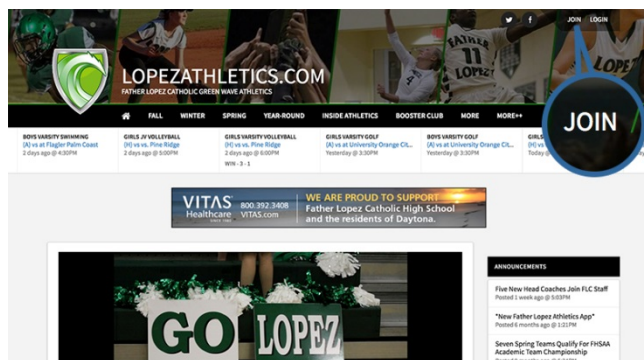 JOIN LOGIN
FATHER
11
LOPEZ
LOPEZATHLETICS.COM
FATHER LOPEZ CATHOLIC GREEN WAVE ATHLETICS
FALL WINTER SPRING YEAR-ROUND INSIDE ATHLETICS BOOSTER CLUB MORE MORE++
JOIN
BOYS VARSITY SWIMMING
(A) vs at Flagler Palm Coast
2 days ago @ 4:30PM
GIRLS JV VOLLEYBALL
(H) vs vs. Pine Ridge
2 days ago @ 5:00PM
GIRLS VARSITY VOLLEYBALL
(H) vs vs. Pine Ridge
2 days ago @ 6:00PM
WIN - 3 - 1
GIRLS VARSITY GOLF
(A) vs at University Orange Cit...
Yesterday @ 3:30PM
BOYS VARSITY GOLF
(A) vs at University Orange Cit...
Yesterday @ 3:30PM
GIRLS
(H) vs
Today
VITAS
Healthcare
800.392.3408
VITAS.com
WE ARE PROUD TO SUPPORT
Father Lopez Catholic High School
and the residents of Daytona.
GO LOPEZ
ANNOUNCEMENTS
Five New Head Coaches Join FLC Staff
Posted 1 week ago @ 5:03PM
"New Father Lopez Athletics App"
Posted 6 months ago @ 1:21PM
Seven Spring Teams Qualify For FHSAA
Academic Team Championship